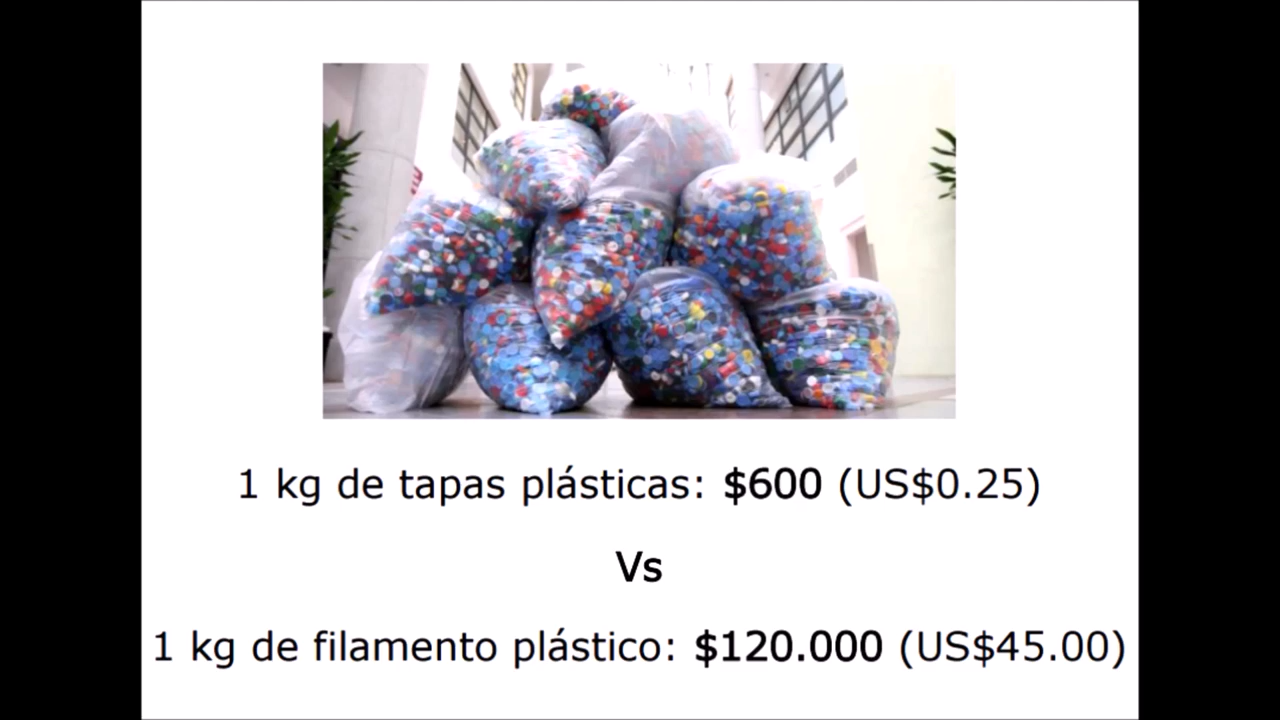 1 kg de tapas plásticas: $600 (US$0.25)
Vs
1 kg de filamento plástico: $120.000 (US$45.00)